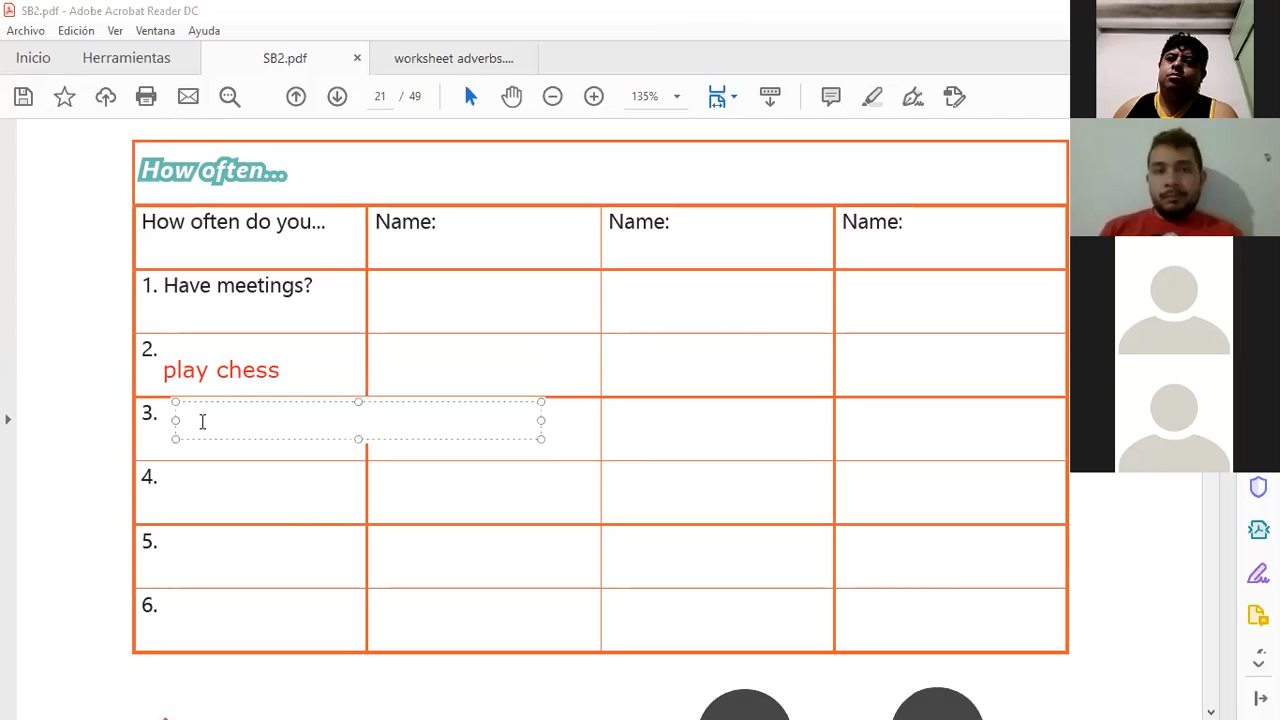 SB2.pdf - Adobe Acrobat Reader DC
Archivo Edición Ver Ventana Ayuda
Inicio Herramientas SB2.pdf × worksheet adverbs....
21 / 49 135%
How often...
How often do you... Name: Name: Name:
1. Have meetings?
2.
play chess
3.
4.
5.
6.